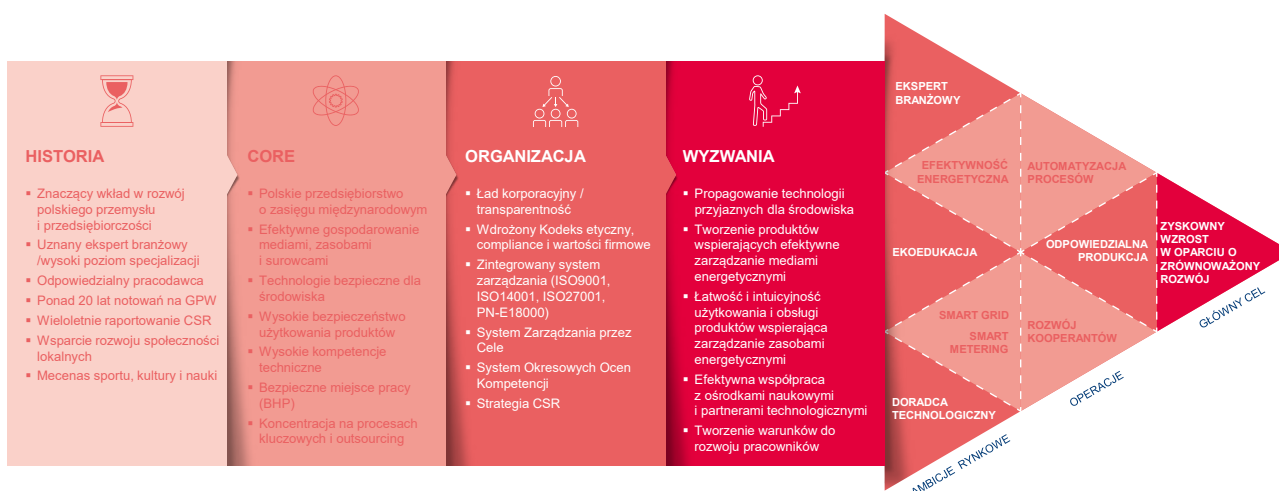 HISTORIA
▪ Znaczący wkład w rozwój
polskiego przemysłu
i przedsiębiorczości
▪ Uznany ekspert branżowy
/wysoki poziom specjalizacji
▪ Odpowiedzialny pracodawca
▪ Ponad 20 lat notowań na GPW
▪ Wieloletnie raportowanie CSR
▪ Wsparcie rozwoju społeczności
lokalnych
▪ Mecenas sportu, kultury i nauki
CORE
▪ Polskie przedsiębiorstwo
o zasięgu międzynarodowym
▪ Efektywne gospodarowanie
mediami, zasobami
i surowcami
▪ Technologie bezpieczne dla
środowiska
▪ Wysokie bezpieczeństwo
użytkowania produktów
▪ Wysokie kompetencje
techniczne
▪ Bezpieczne miejsce pracy
(BHP)
▪ Koncentracja na procesach
kluczowych i outsourcing
ORGANIZACJA
▪ Ład korporacyjny /
transparentność
▪ Wdrożony Kodeks etyczny,
compliance i wartości firmowe
▪ Zintegrowany system
zarządzania (ISO9001,
ISO14001, ISO27001,
PN-E18000)
▪ System Zarządzania przez
Cele
▪ System Okresowych Ocen
Kompetencji
▪ Strategia CSR
WYZWANIA
▪ Propagowanie technologii
przyjaznych dla środowiska
▪ Tworzenie produktów
wspierających efektywne
zarządzanie mediami
energetycznymi
▪ Łatwość i intuicyjność
użytkowania i obsługi
produktów wspierająca
zarządzanie zasobami
energetycznymi
▪ Efektywna współpraca
z ośrodkami naukowymi
i partnerami technologicznymi
▪ Tworzenie warunków do
rozwoju pracowników
EKSPERT
BRANŻOWY
EFEKTYWNOŚĆ
ENERGETYCZNA
AUTOMATYZACJA
PROCESÓW
EKOEDUKACJA
ODPOWIEDZIALNA
PRODUKCJA
ZYSKOWNY
WZROST
W OPARCIU O
ZRÓWNOWAŻONY
ROZWÓJ
SMART GRID
SMART
METERING
ROZWÓJ
KOOPERANTÓW
DORADCA
TECHNOLOGICZNY
GŁÓWNY CEL
OPERACJE
AMBICJE RYNKOWE